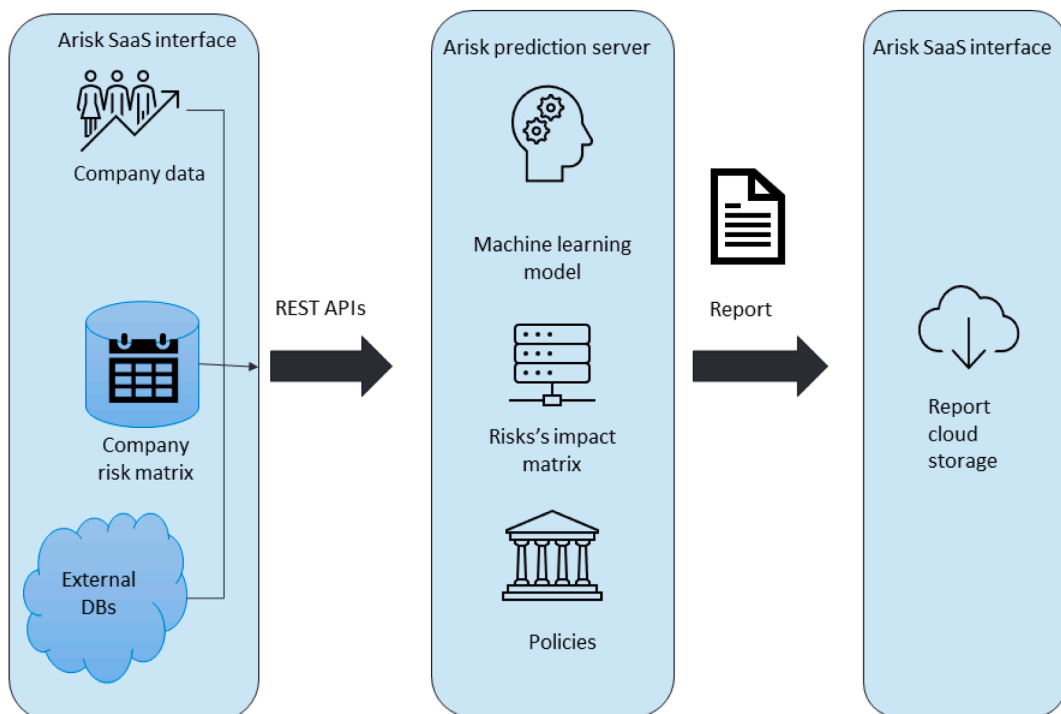 Arisk SaaS interface
Company data
Company
risk matrix
External
DBs
REST APIs
Arisk prediction server
Machine learning
model
Risks's impact
matrix
Policies
Report
Arisk SaaS interface
Report
cloud
storage